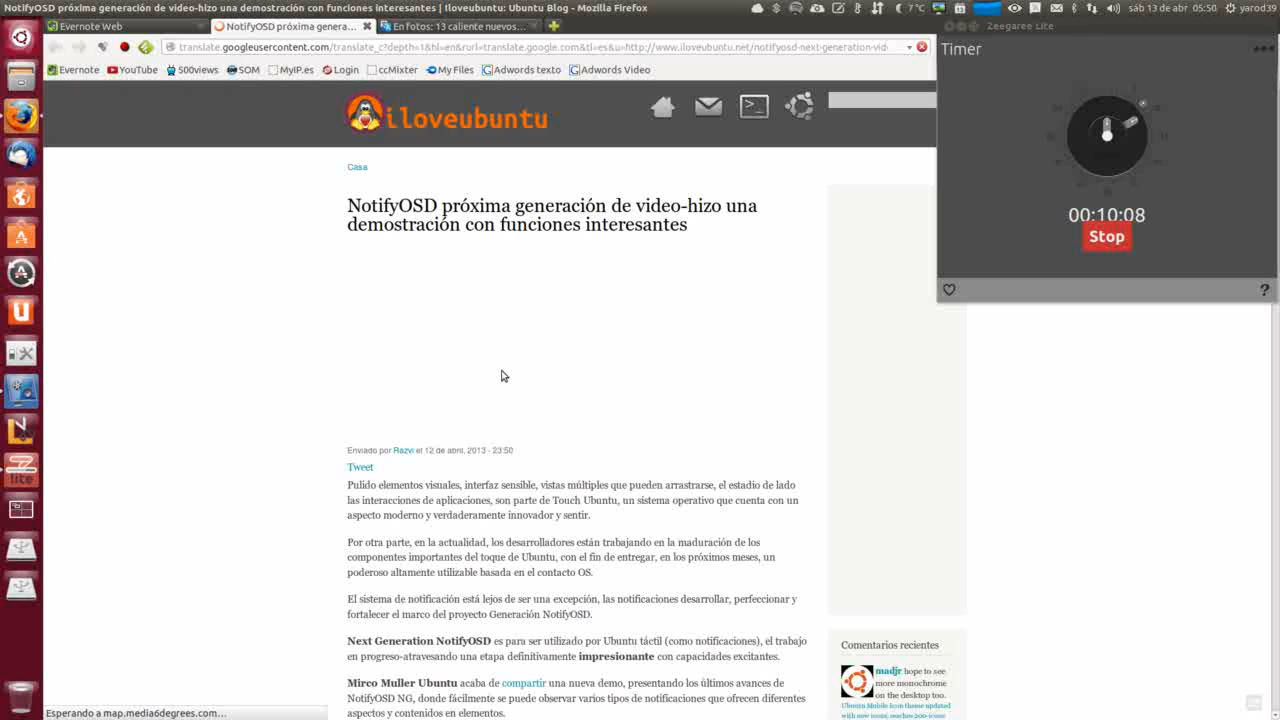 NotifyOSD próxima generación de video-hizo una demostración con funciones interesantes | Iloveubuntu: Ubuntu Blog - Mozilla Firefox
7°C
sáb 13 de abr, 05:50
yarod39
Evernote Web
NotifyOSD próxima genera...
En fotos: 13 caliente nuevos...
Zeegaree Lite
translate.googleusercontent.com/translate_c?depth=1&hl=en&rurl=translate.google.com&tl=es&u=http://www.iloveubuntu.net/notifyosd-next-generation-vid
Timer
Evernote
YouTube
500views
SOM
MyIP.es
Login
ccMixter
My Files
Adwords texto
Adwords Video
iloveubuntu
Casa
NotifyOSD próxima generación de video-hizo una
demostración con funciones interesantes
00:10:08
Stop
?
Enviado por Razvi el 12 de abril, 2013 - 23:50
Tweet
Pulido elementos visuales, interfaz sensible, vistas múltiples que pueden arrastrarse, el estadio de lado
las interacciones de aplicaciones, son parte de Touch Ubuntu, un sistema operativo que cuenta con un
aspecto moderno y verdaderamente innovador y sentir.
Por otra parte, en la actualidad, los desarrolladores están trabajando en la maduración de los
componentes importantes del toque de Ubuntu, con el fin de entregar, en los próximos meses, un
poderoso altamente utilizable basada en el contacto OS.
El sistema de notificación está lejos de ser una excepción, las notificaciones desarrollar, perfeccionar y
fortalecer el marco del proyecto Generación NotifyOSD.
Next Generation NotifyOSD es para ser utilizado por Ubuntu táctil (como notificaciones), el trabajo
en progreso-atravesando una etapa definitivamente impresionante con capacidades excitantes.
Mirco Muller Ubuntu acaba de compartir una nueva demo, presentando los últimos avances de
NotifyOSD NG, donde fácilmente se puede observar varios tipos de notificaciones que ofrecen diferentes
aspectos y contenidos en elementos.
Comentarios recientes
madjr hope to see
more monochrome
on the desktop too.
Ubuntu Mobile Icon theme updated
with new icons, reaches 200-icons
lite
Esperando a map.media6degrees.com...